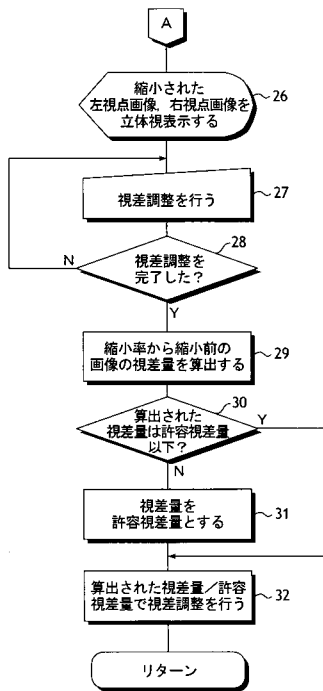 A
縮小された
左視点画像，右視点画像を
立体視表示する
26
視差調整を行う
27
28
視差調整を
完了した？
N
Y
縮小率から縮小前の
画像の視差量を算出する
29
30
算出された
視差量は許容視差量
以下？
Y
N
視差量を
許容視差量とする
31
算出された視差量／許容
視差量で視差調整を行う
32
リターン